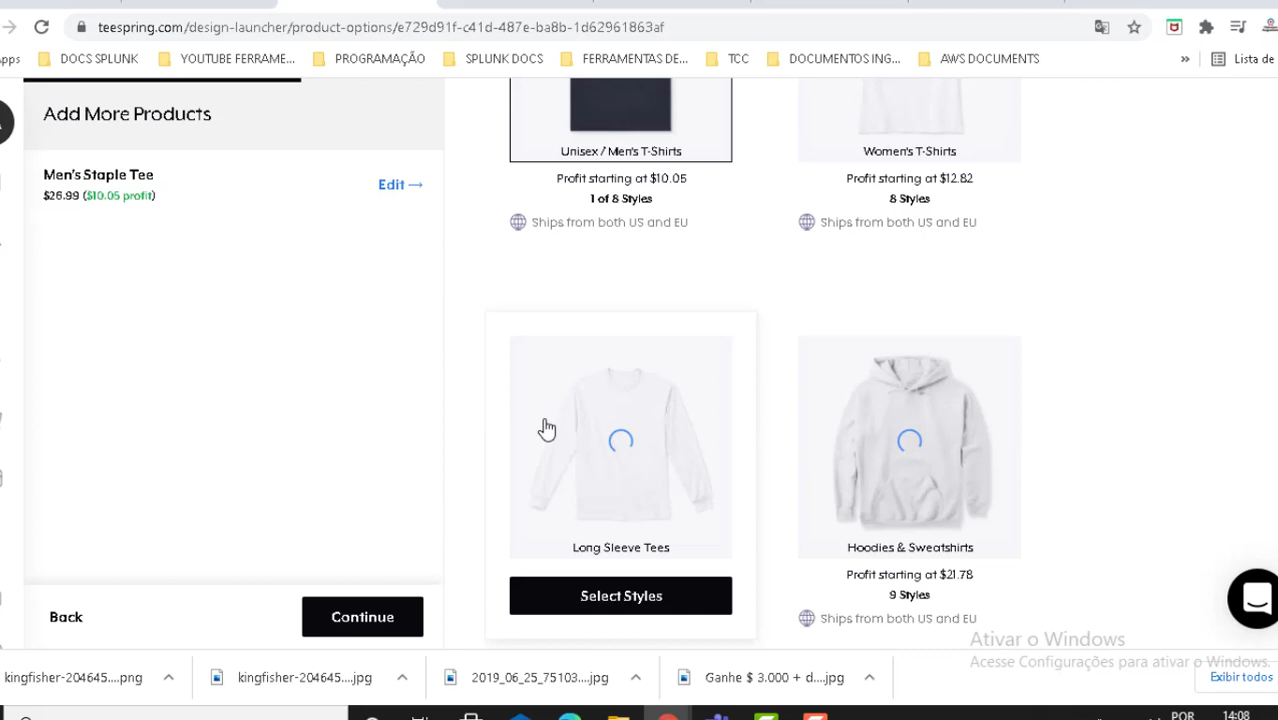 teespring.com/design-launcher/product-options/e729d91f-c41d-487e-ba8b-1d62961863af
DOCS SPLUNK YOUTUBE FERRAME... PROGRAMAÇÃO SPLUNK DOCS FERRAMENTAS DE... TCC DOCUMENTOS ING... AWS DOCUMENTS » Lista de
Add More Products
Men's Staple Tee
$26.99 ($10.05 profit)
Edit →
Unisex / Men's T-Shirts
Profit starting at $10.05
1 of 8 Styles
Ships from both US and EU
Women's T-Shirts
Profit starting at $12.82
8 Styles
Ships from both US and EU
Long Sleeve Tees
Select Styles
Hoodies & Sweatshirts
Profit starting at $21.78
9 Styles
Ships from both US and EU
Back
Continue
Ativar o Windows
Acesse Configurações para ativar o Windows.
kingfisher-204645....png kingfisher-204645....jpg 2019_06_25_75103....jpg Ganhe $ 3.000 + d....jpg Exibir todos
POR 14:08